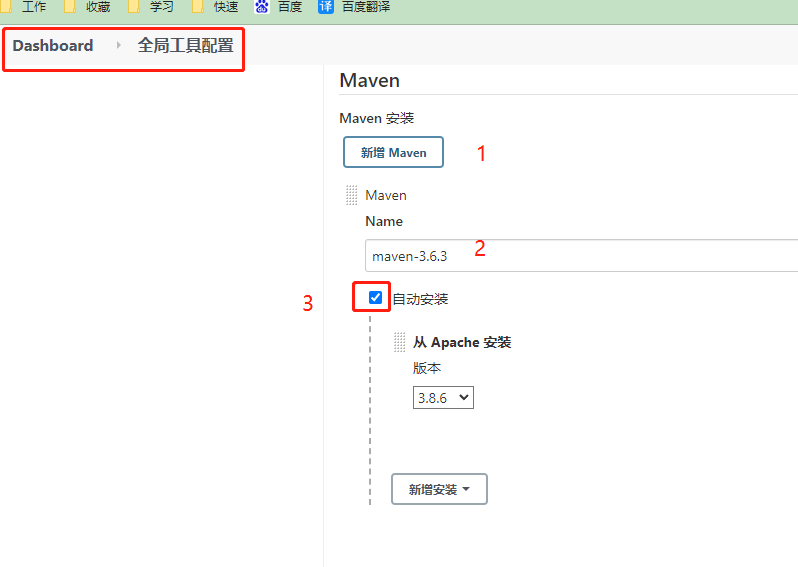 工作 收藏 学习 快速 百度 译 百度翻译
Dashboard 全局工具配置
Maven
Maven 安装
新增 Maven 1
Maven
Name
maven-3.6.3 2
3 自动安装
从 Apache 安装
版本
3.8.6
新增安装